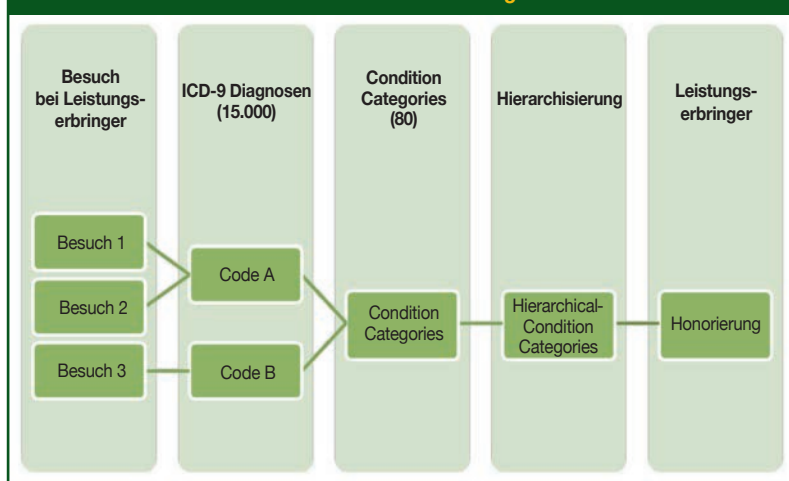 Besuch
bei Leistungs-
erbringer
ICD-9 Diagnosen
(15.000)
Condition
Categories
(80)
Hierarchisierung
Leistungs-
erbringer
Besuch 1
Besuch 2
Besuch 3
Code A
Code B
Condition
Categories
Hierarchical-
Condition
Categories
Honorierung